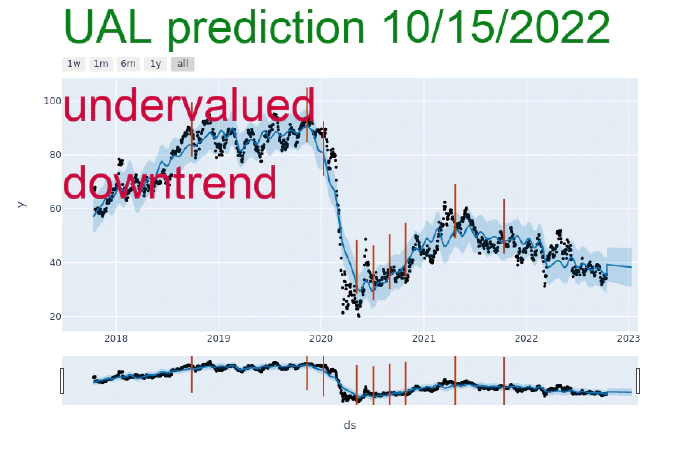 UAL prediction 10/15/2022
1w 1m 6m 1y all
undervalued
downtrend
100
80
60
40
20
y
2018 2019 2020 2021 2022 2023
ds